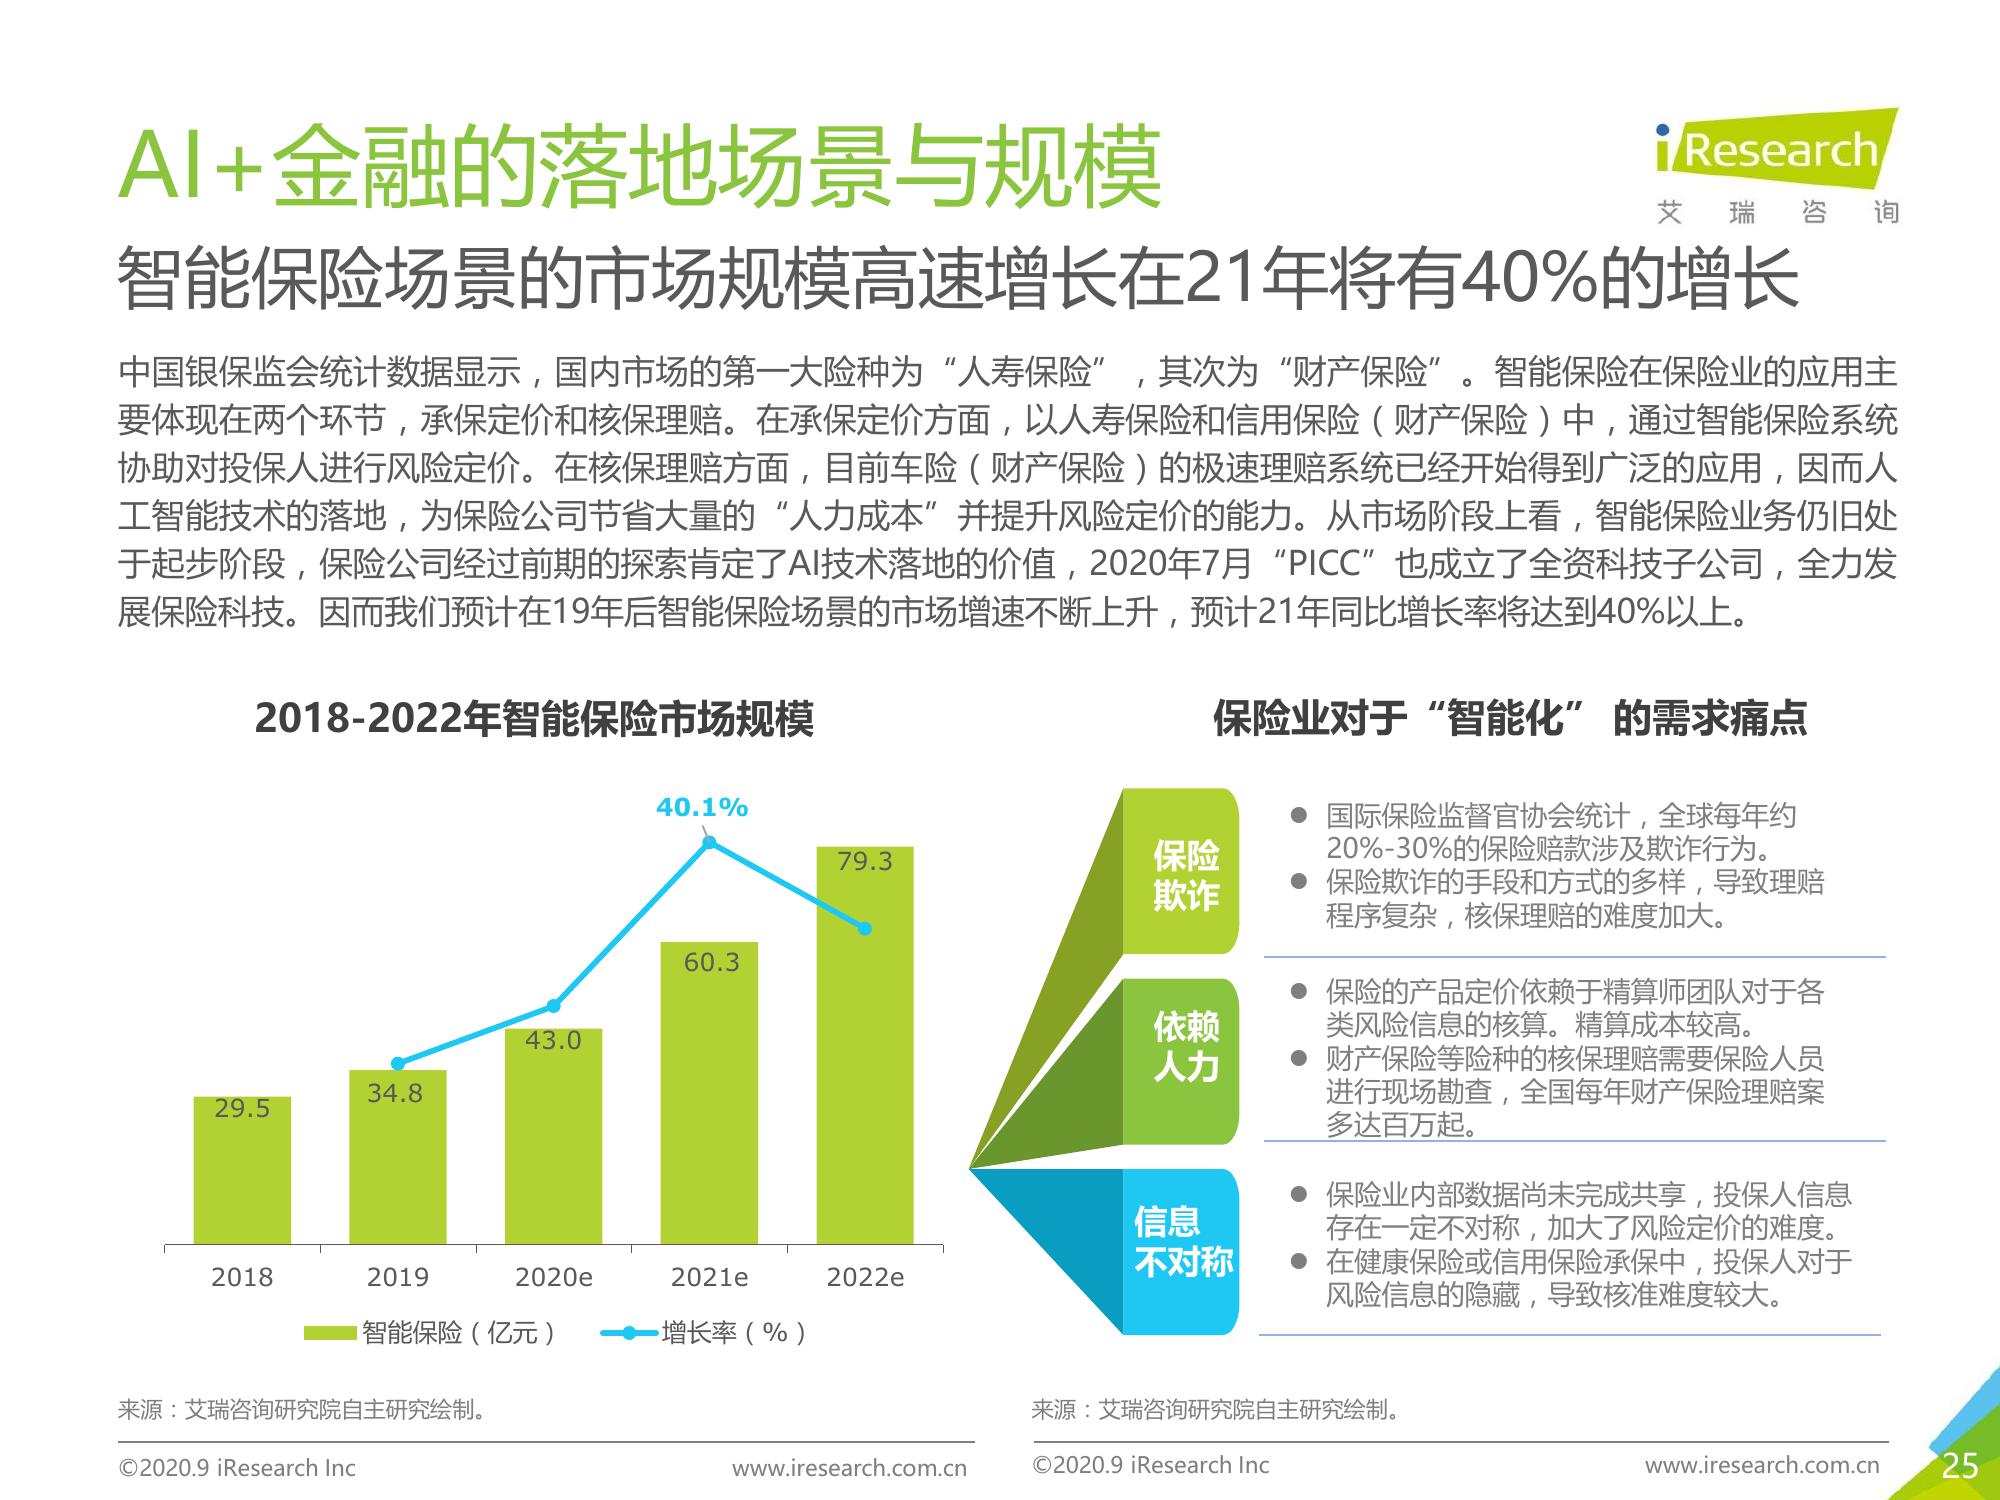 AI+金融的落地场景与规模
iResearch
艾瑞咨询
智能保险场景的市场规模高速增长在21年将有40%的增长
中国银保监会统计数据显示，国内市场的第一大险种为“人寿保险”，其次为“财产保险”。智能保险在保险业的应用主
要体现在两个环节，承保定价和核保理赔。在承保定价方面，以人寿保险和信用保险（财产保险）中，通过智能保险系统
协助对投保人进行风险定价。在核保理赔方面，目前车险（财产保险）的极速理赔系统已经开始得到广泛的应用，因而人
工智能技术的落地，为保险公司节省大量的“人力成本”并提升风险定价的能力。从市场阶段上看，智能保险业务仍旧处
于起步阶段，保险公司经过前期的探索肯定了AI技术落地的价值，2020年7月“PICC”也成立了全资科技子公司，全力发
展保险科技。因而我们预计在19年后智能保险场景的市场增速不断上升，预计21年同比增长率将达到40%以上。
2018-2022年智能保险市场规模
40.1%
79.3
60.3
43.0
34.8
29.5
2018 2019 2020e 2021e 2022e
智能保险（亿元） 增长率（%）
来源：艾瑞咨询研究院自主研究绘制。
©2020.9 iResearch Inc www.iresearch.com.cn
保险业对于“智能化” 的需求痛点
保险
欺诈
● 国际保险监督官协会统计，全球每年约
20%-30%的保险赔款涉及欺诈行为。
● 保险欺诈的手段和方式的多样，导致理赔
程序复杂，核保理赔的难度加大。
依赖
人力
● 保险的产品定价依赖于精算师团队对于各
类风险信息的核算。精算成本较高。
● 财产保险等险种的核保理赔需要保险人员
进行现场勘查，全国每年财产保险理赔案
多达百万起。
信息
不对称
● 保险业内部数据尚未完成共享，投保人信息
存在一定不对称，加大了风险定价的难度。
● 在健康保险或信用保险承保中，投保人对于
风险信息的隐藏，导致核准难度较大。
来源：艾瑞咨询研究院自主研究绘制。
©2020.9 iResearch Inc www.iresearch.com.cn
25